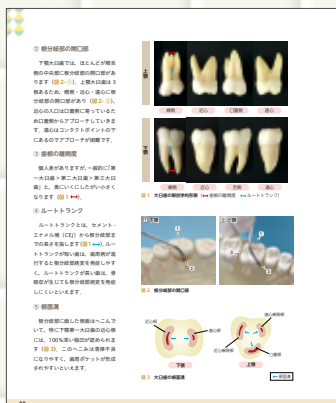 ② 根分岐部の開口部
下顎大臼歯では、ほとんどが頬舌
側の中央部に根分岐部の開口部があ
ります（図2-①）。上顎大臼歯は3
根あるため、頬側・近心・遠心に根
分岐部の開口部があり（図2-②）、
近心の入口は口蓋側に寄っているた
め口蓋側からアプローチしていきま
す。遠心はコンタクトポイントの下
にあるのでアプローチが困難です。
③ 歯根の離開度
個人差がありますが、一般的に「第
一大臼歯＞第二大臼歯＞第三大臼
歯」と、奥にいくにしたがい小さく
なります（図1 ）。
④ ルートトランク
ルートトランクとは、セメント-
エナメル境（CEJ）から根分岐部ま
での長さを指します（図1 ）。ルー
トトランクが短い歯は、歯周病が進
行すると根分岐部病変を発症しやす
く、ルートトランクが長い歯は、骨
吸収が生じても根分岐部病変を発症
しにくいといえます。
⑤ 根面溝
根分岐部に面した根面はへこんで
いて、特に下顎第一大臼歯の近心根
には、100％深い陥凹が認められま
す（図3）。このへこみは清掃不良
になりやすく、歯周ポケットが形成
されやすいといえます。
上顎
頬側 近心 口蓋側 遠心
下顎
頬側 近心 舌側 遠心
図1 大臼歯の解剖学的形態（ 歯根の離開度 ルートトランク）
①下顎 ②上顎
図2 根分岐部の開口部
近心根
遠心根
下顎
遠心頬側根
近心頬側根
口蓋根
上顎
根面溝
図3 大臼歯の根面溝